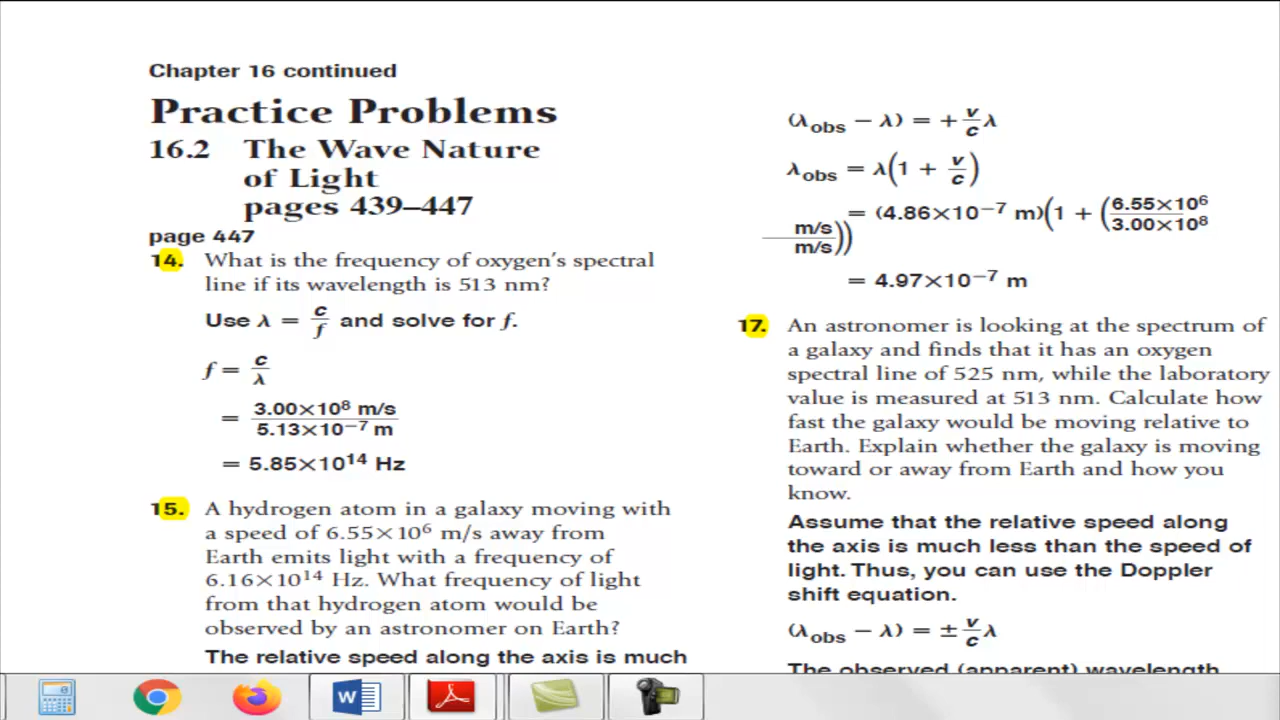 Chapter 16 continued
Practice Problems
16.2 The Wave Nature
of Light
pages 439–447
page 447
14. What is the frequency of oxygen's spectral
line if its wavelength is 513 nm?
Use λ = c/f and solve for f.
f = c/λ
= 3.00×10⁸ m/s / 5.13×10⁻⁷ m
= 5.85×10¹⁴ Hz
15. A hydrogen atom in a galaxy moving with
a speed of 6.55×10⁶ m/s away from
Earth emits light with a frequency of
6.16×10¹⁴ Hz. What frequency of light
from that hydrogen atom would be
observed by an astronomer on Earth?
The relative speed along the axis is much
(λobs − λ) = +v/c λ
λobs = λ(1 + v/c)
= (4.86×10⁻⁷ m)(1 + (6.55×10⁶ / 3.00×10⁸
m/s / m/s))
= 4.97×10⁻⁷ m
17. An astronomer is looking at the spectrum of
a galaxy and finds that it has an oxygen
spectral line of 525 nm, while the laboratory
value is measured at 513 nm. Calculate how
fast the galaxy would be moving relative to
Earth. Explain whether the galaxy is moving
toward or away from Earth and how you
know.
Assume that the relative speed along
the axis is much less than the speed of
light. Thus, you can use the Doppler
shift equation.
(λobs − λ) = ±v/c λ
The observed (apparent) wavelength
W